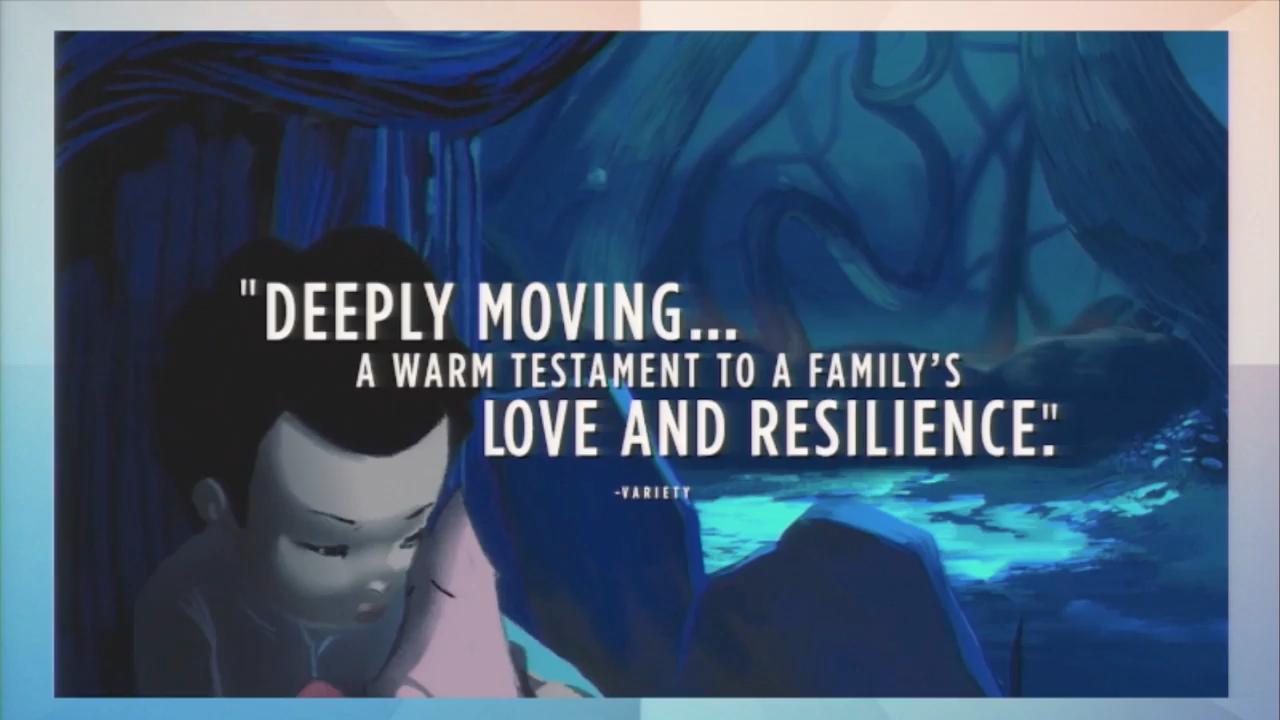 "DEEPLY MOVING...
A WARM TESTAMENT TO A FAMILY'S
LOVE AND RESILIENCE."
-VARIETY